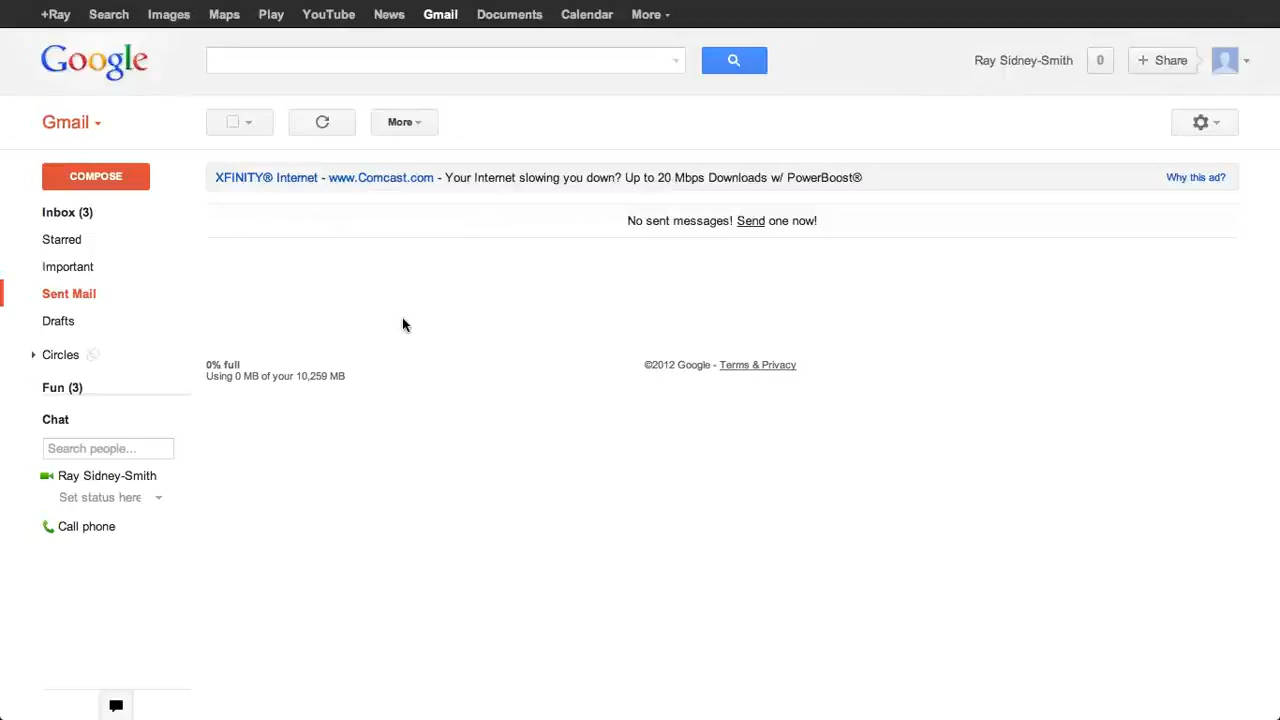 +Ray Search Images Maps Play YouTube News Gmail Documents Calendar More
Google
Ray Sidney-Smith 0 + Share
Gmail
More
COMPOSE
XFINITY® Internet - www.Comcast.com - Your Internet slowing you down? Up to 20 Mbps Downloads w/ PowerBoost® Why this ad?
Inbox (3)
No sent messages! Send one now!
Starred
Important
Sent Mail
Drafts
Circles
0% full
Using 0 MB of your 10,259 MB
©2012 Google - Terms & Privacy
Fun (3)
Chat
Search people...
Ray Sidney-Smith
Set status here
Call phone